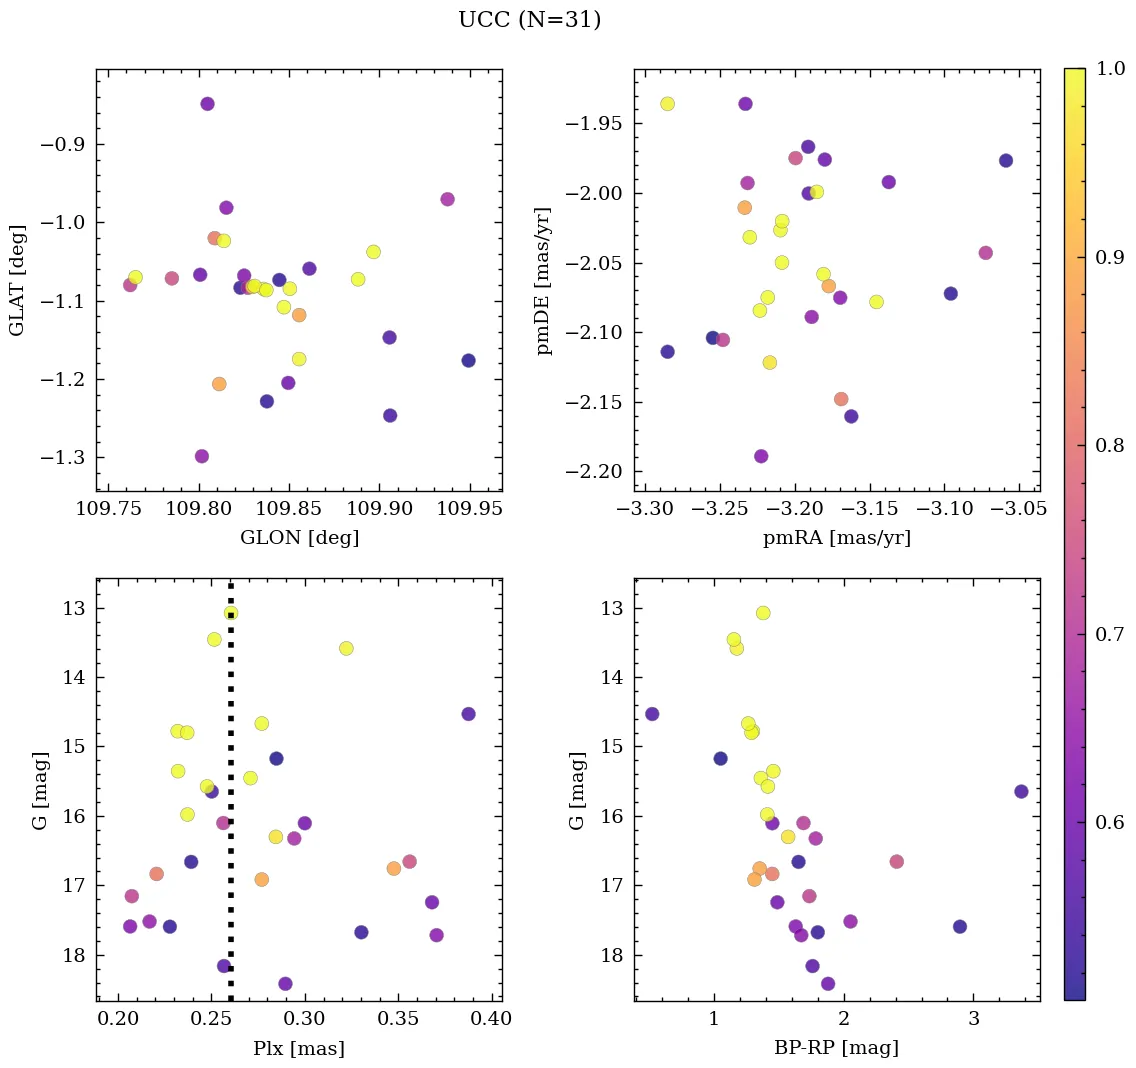 UCC (N=31)
GLAT [deg]
−0.9
−1.0
−1.1
−1.2
−1.3
109.75 109.80 109.85 109.90 109.95
GLON [deg]
pmDE [mas/yr]
−1.95
−2.00
−2.05
−2.10
−2.15
−2.20
−3.30 −3.25 −3.20 −3.15 −3.10 −3.05
pmRA [mas/yr]
G [mag]
13
14
15
16
17
18
0.20 0.25 0.30 0.35 0.40
Plx [mas]
G [mag]
13
14
15
16
17
18
1 2 3
BP-RP [mag]
1.0
0.9
0.8
0.7
0.6